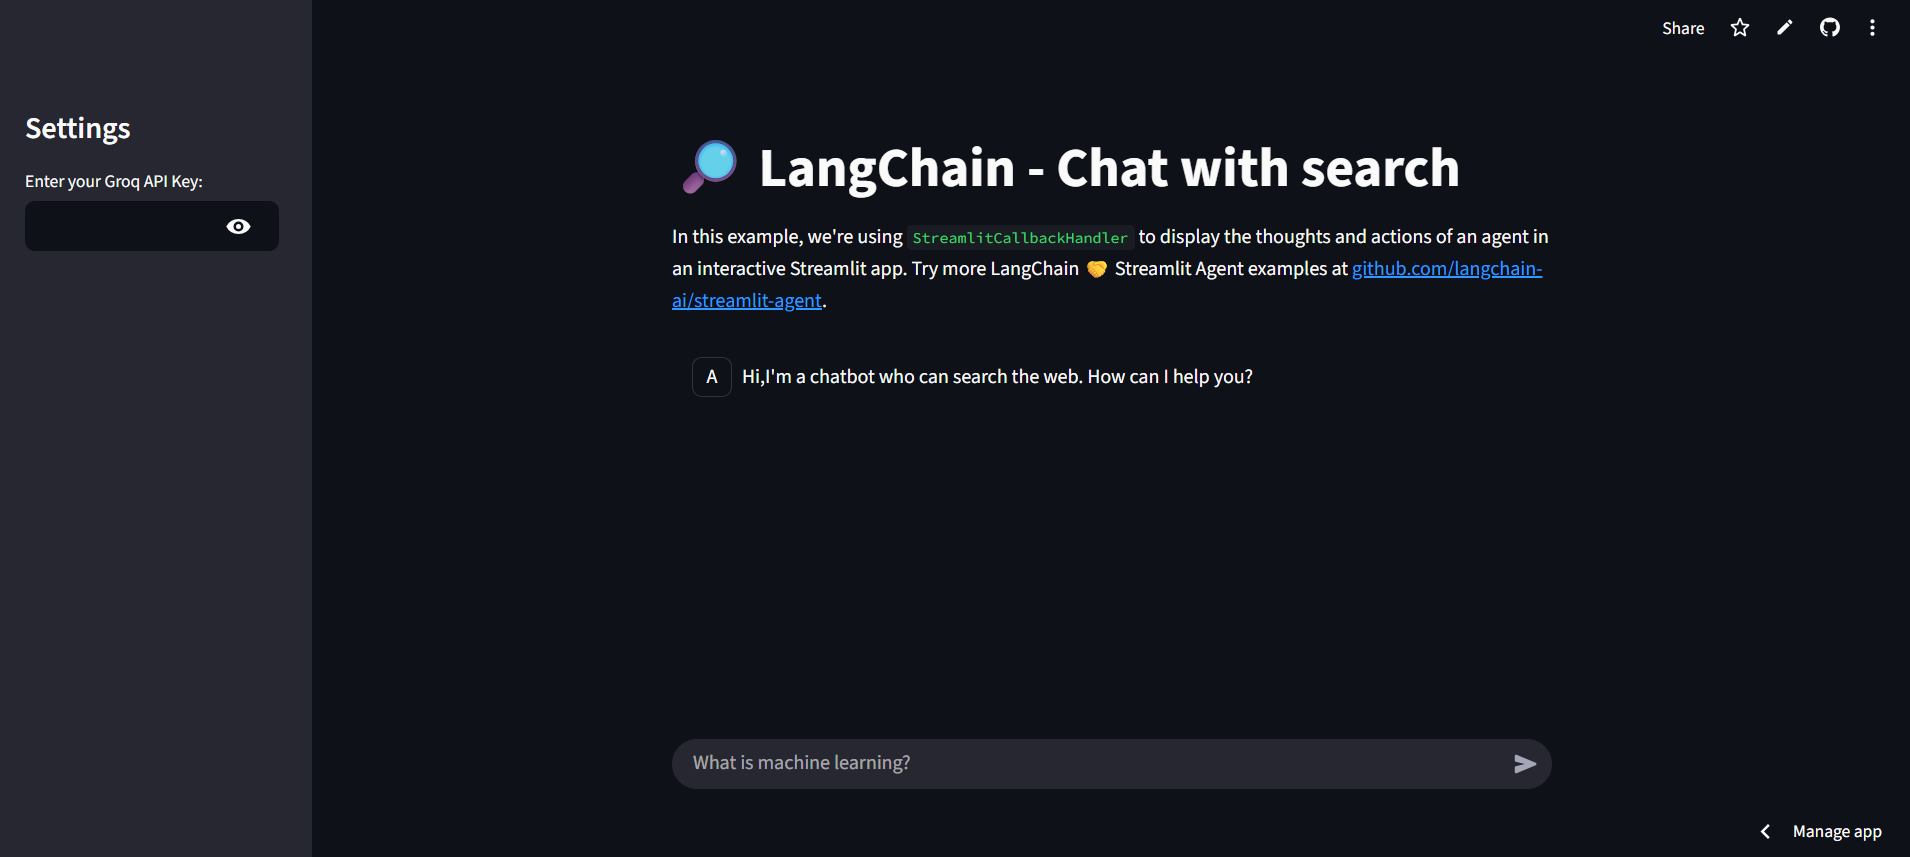 Share
Settings
Enter your Groq API Key:
LangChain - Chat with search
In this example, we're using StreamlitCallbackHandler to display the thoughts and actions of an agent in
an interactive Streamlit app. Try more LangChain 🤝 Streamlit Agent examples at github.com/langchain-
ai/streamlit-agent.
A
Hi,I'm a chatbot who can search the web. How can I help you?
What is machine learning?
Manage app